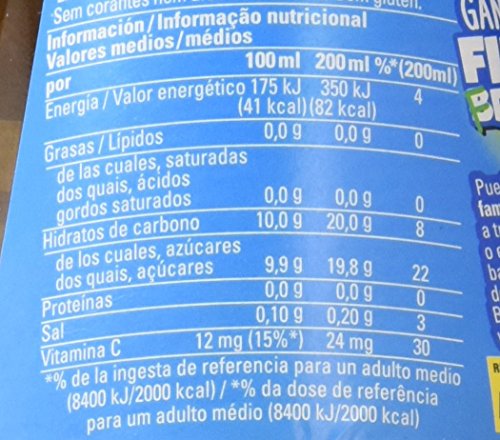 Sem corantes
gluten.
Información/Informação nutricional
Valores medios/médios
por 100 ml 200 ml %*(200ml)
Energía / Valor energético 175 kJ 350 kJ 4
(41 kcal) (82 kcal)
Grasas / Lípidos 0,0 g 0,0 g 0
de las cuales, saturadas
dos quais, ácidos
gordos saturados 0,0 g 0,0 g 0
Hidratos de carbono 10,0 g 20,0 g 8
de los cuales, azúcares
dos quais, açúcares 9,9 g 19,8 g 22
Proteínas 0,0 g 0,0 g 0
Sal 0,10 g 0,20 g 3
Vitamina C 12 mg (15%*) 24 mg 30
*% de la ingesta de referencia para un adulto medio
(8400 kJ/2000 kcal) / *% da dose de referência
para um adulto médio (8400 kJ/2000 kcal)
Pue
fam
a t